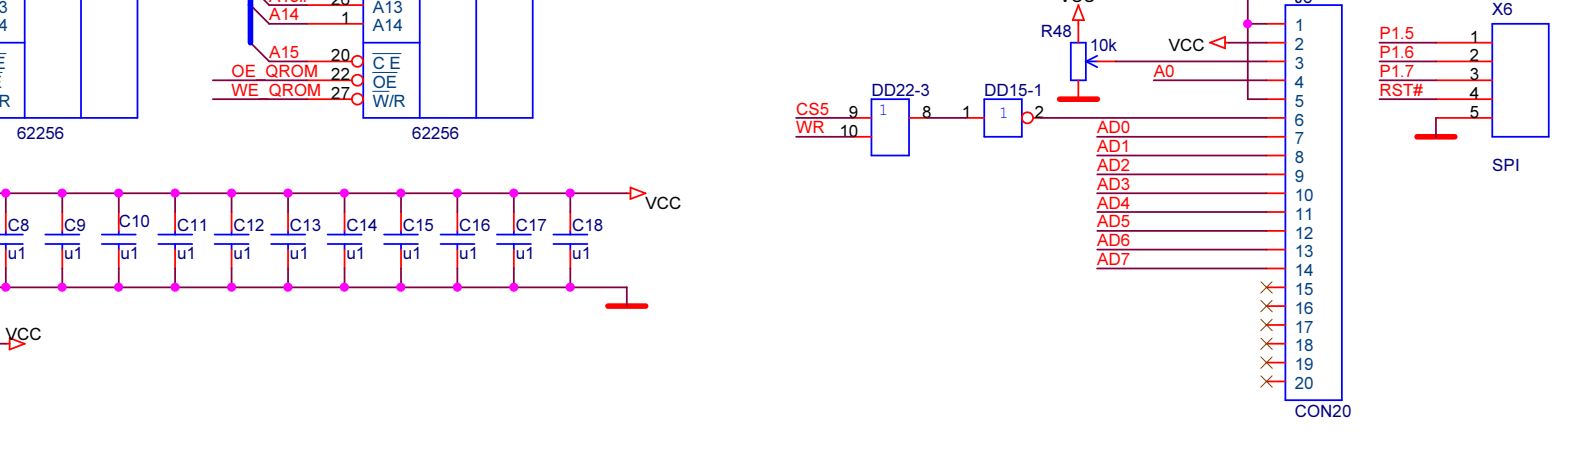 26 A13
A14 1 A14
A15 20 C E
OE_QROM 22 OE
WE_QROM 27 W/R
62256
62256
R
4
R48
10k
VCC
A0
CS5 9
WR 10
DD22-3
1
8
1
DD15-1
1
2
AD0
AD1
AD2
AD3
AD4
AD5
AD6
AD7
1
2
3
4
5
6
7
8
9
10
11
12
13
14
15
16
17
18
19
20
CON20
X6
P1.5 1
P1.6 2
P1.7 3
RST# 4
5
SPI
VCC
C8 C9 C10 C11 C12 C13 C14 C15 C16 C17 C18
u1 u1 u1 u1 u1 u1 u1 u1 u1 u1 u1
VCC